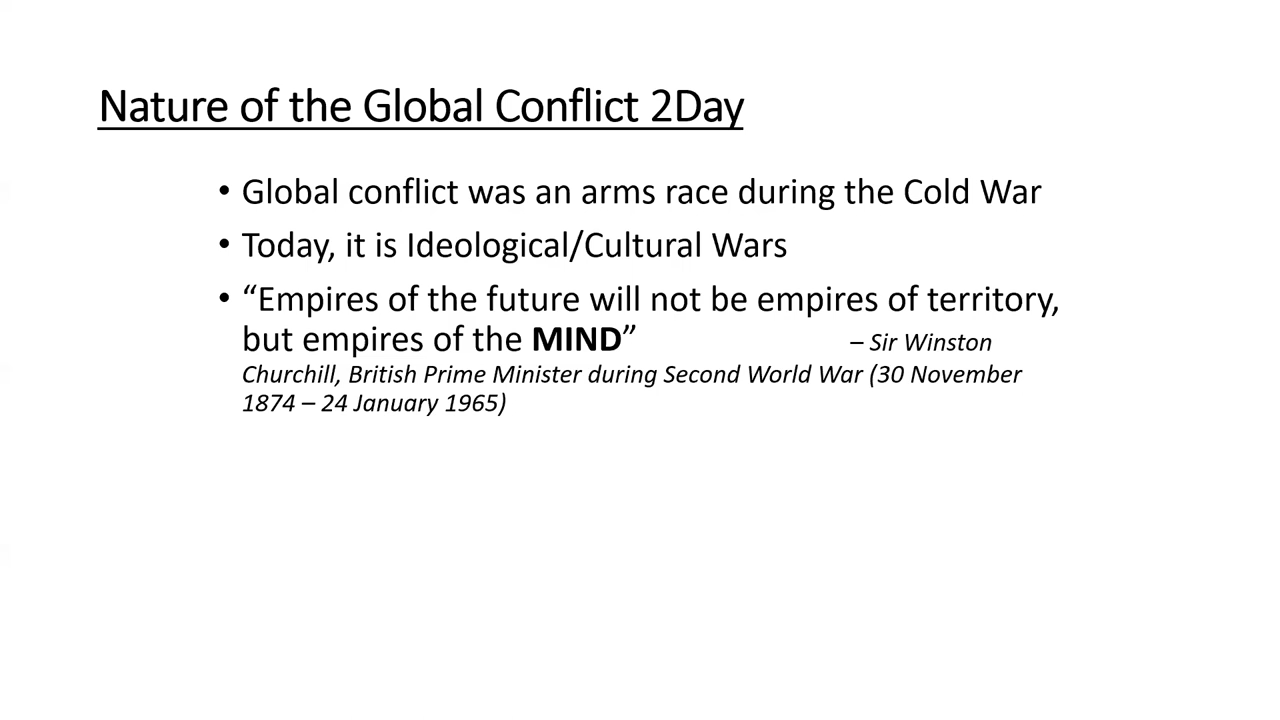 Nature of the Global Conflict 2Day
• Global conflict was an arms race during the Cold War
• Today, it is Ideological/Cultural Wars
• “Empires of the future will not be empires of territory,
but empires of the MIND” – Sir Winston
Churchill, British Prime Minister during Second World War (30 November
1874 – 24 January 1965)